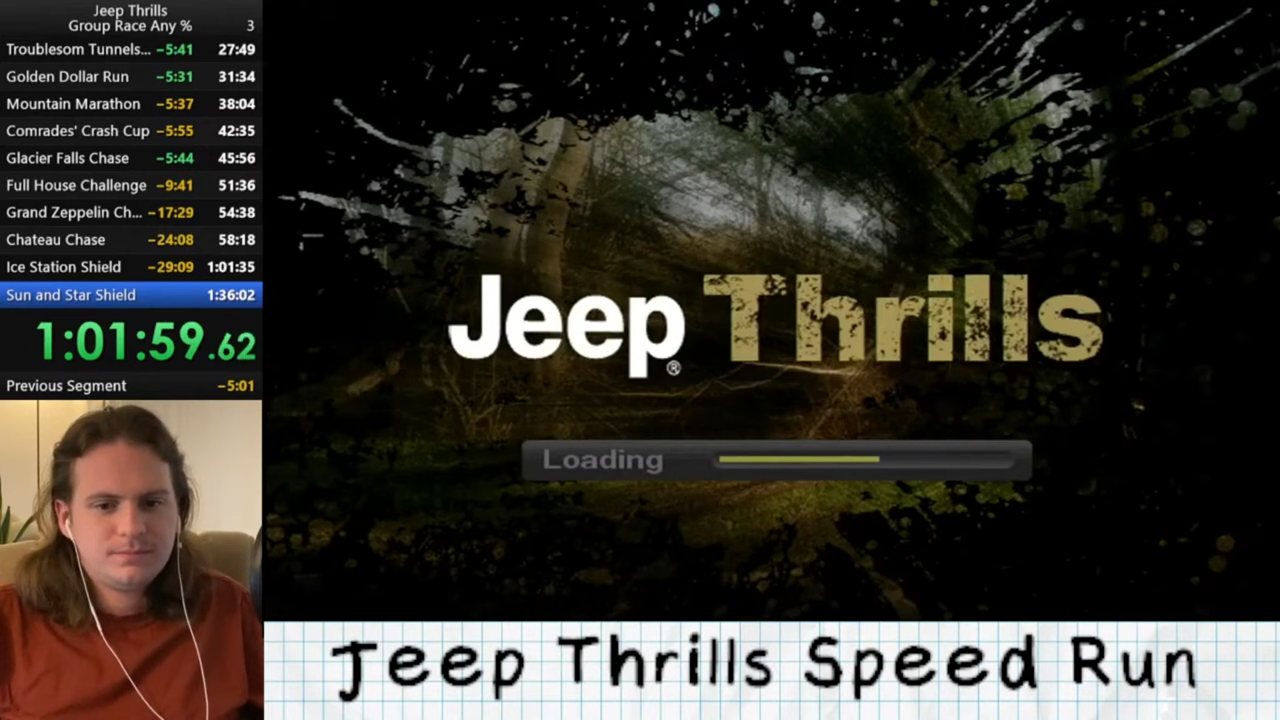 Jeep Thrills
Group Race Any % 3
Troublesom Tunnels... −5:41 27:49
Golden Dollar Run −5:31 31:34
Mountain Marathon −5:37 38:04
Comrades' Crash Cup −5:55 42:35
Glacier Falls Chase −5:44 45:56
Full House Challenge −9:41 51:36
Grand Zeppelin Ch... −17:29 54:38
Chateau Chase −24:08 58:18
Ice Station Shield −29:09 1:01:35
Sun and Star Shield 1:36:02
1:01:59.62
Previous Segment −5:01
Jeep® Thrills
Loading
Jeep Thrills Speed Run